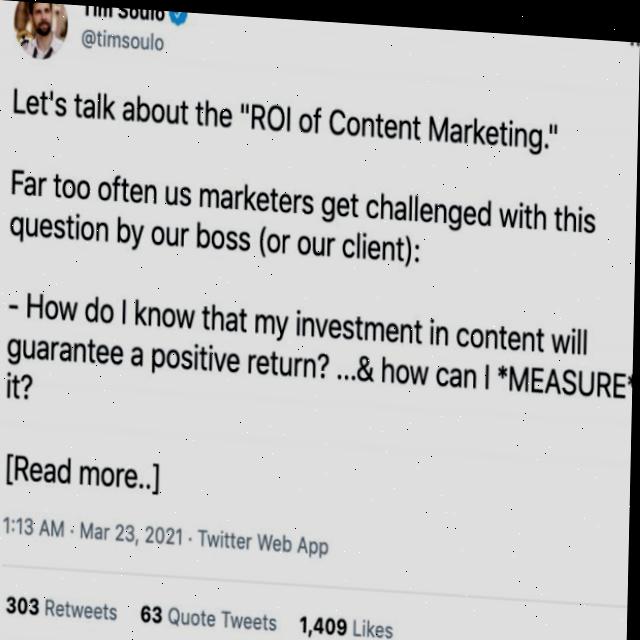 Tim Soulo
@timsoulo
Let's talk about the "ROI of Content Marketing."
Far too often us marketers get challenged with this
question by our boss (or our client):
- How do I know that my investment in content will
guarantee a positive return? ...& how can I *MEASURE*
it?
[Read more..]
1:13 AM · Mar 23, 2021 · Twitter Web App
303 Retweets 63 Quote Tweets 1,409 Likes